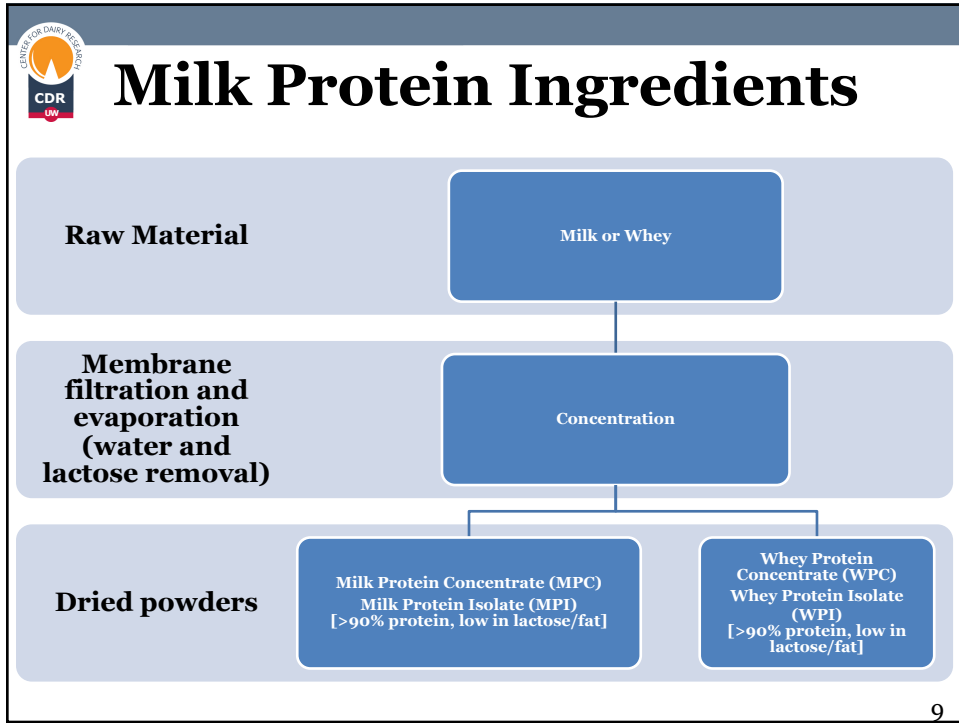 CENTER FOR DAIRY RESEARCH
CDR
UW
Milk Protein Ingredients
Raw Material
Milk or Whey
Membrane
filtration and
evaporation
(water and
lactose removal)
Concentration
Dried powders
Milk Protein Concentrate (MPC)
Milk Protein Isolate (MPI)
[>90% protein, low in lactose/fat]
Whey Protein
Concentrate (WPC)
Whey Protein Isolate
(WPI)
[>90% protein, low in
lactose/fat]
9